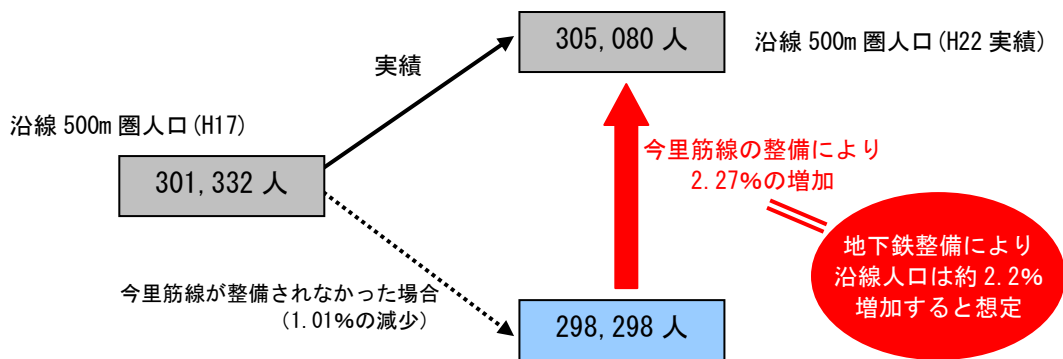 305,080 人
沿線 500m 圏人口(H22 実績)
実績
沿線 500m 圏人口(H17)
301,332 人
今里筋線の整備により
2.27%の増加
地下鉄整備により
沿線人口は約 2.2%
増加すると想定
今里筋線が整備されなかった場合
(1.01%の減少)
298,298 人